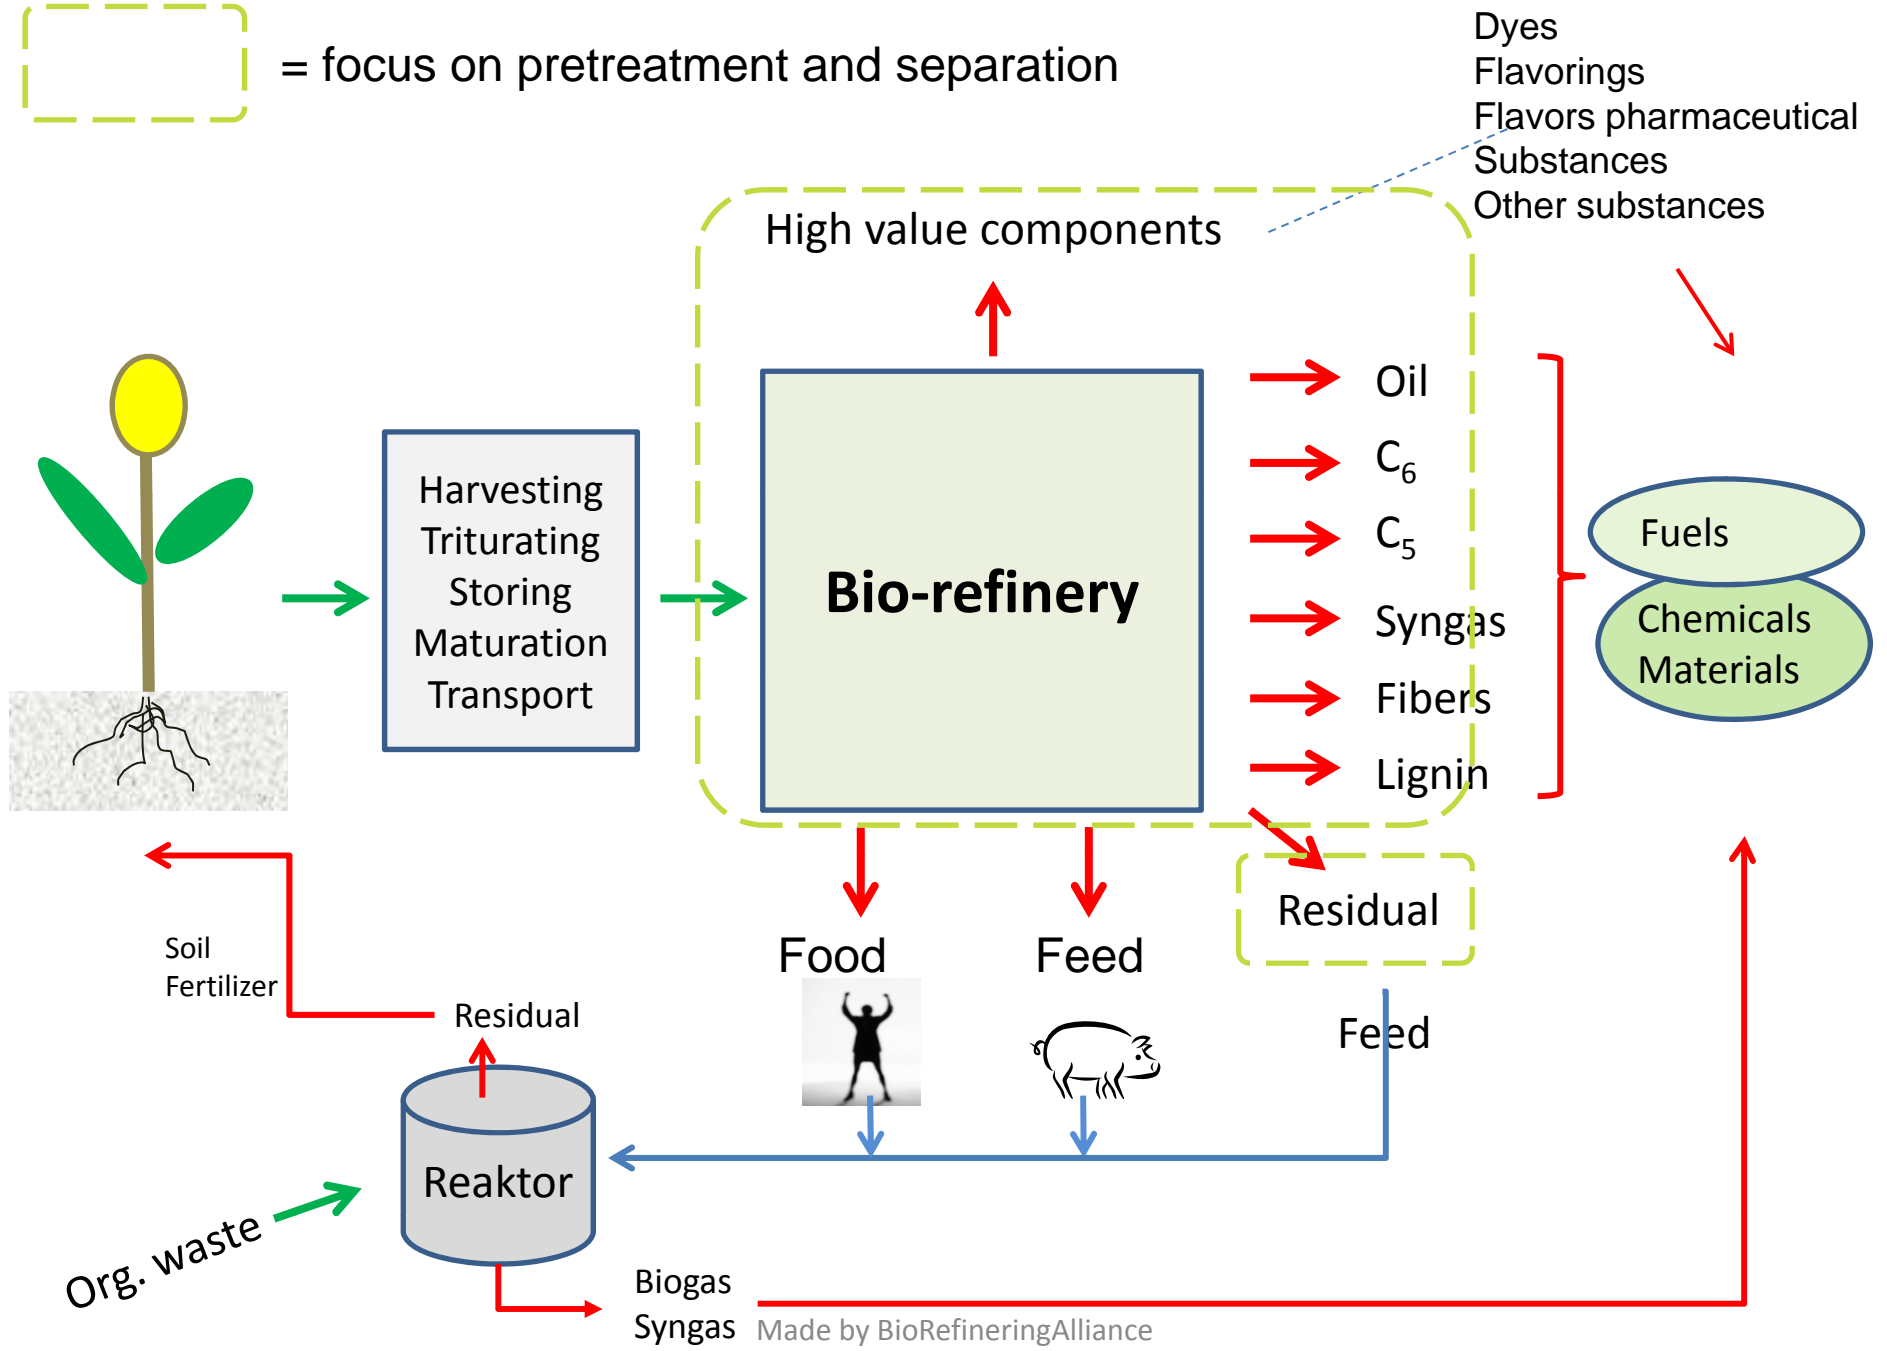 = focus on pretreatment and separation
Dyes
Flavorings
Flavors pharmaceutical
Substances
Other substances
High value components
Harvesting
Triturating
Storing
Maturation
Transport
Bio-refinery
Oil
C6
C5
Syngas
Fibers
Lignin
Fuels
Chemicals
Materials
Food
Feed
Residual
Feed
Soil
Fertilizer
Residual
Reaktor
Org. waste
Biogas
Syngas
Made by BioRefineringAlliance